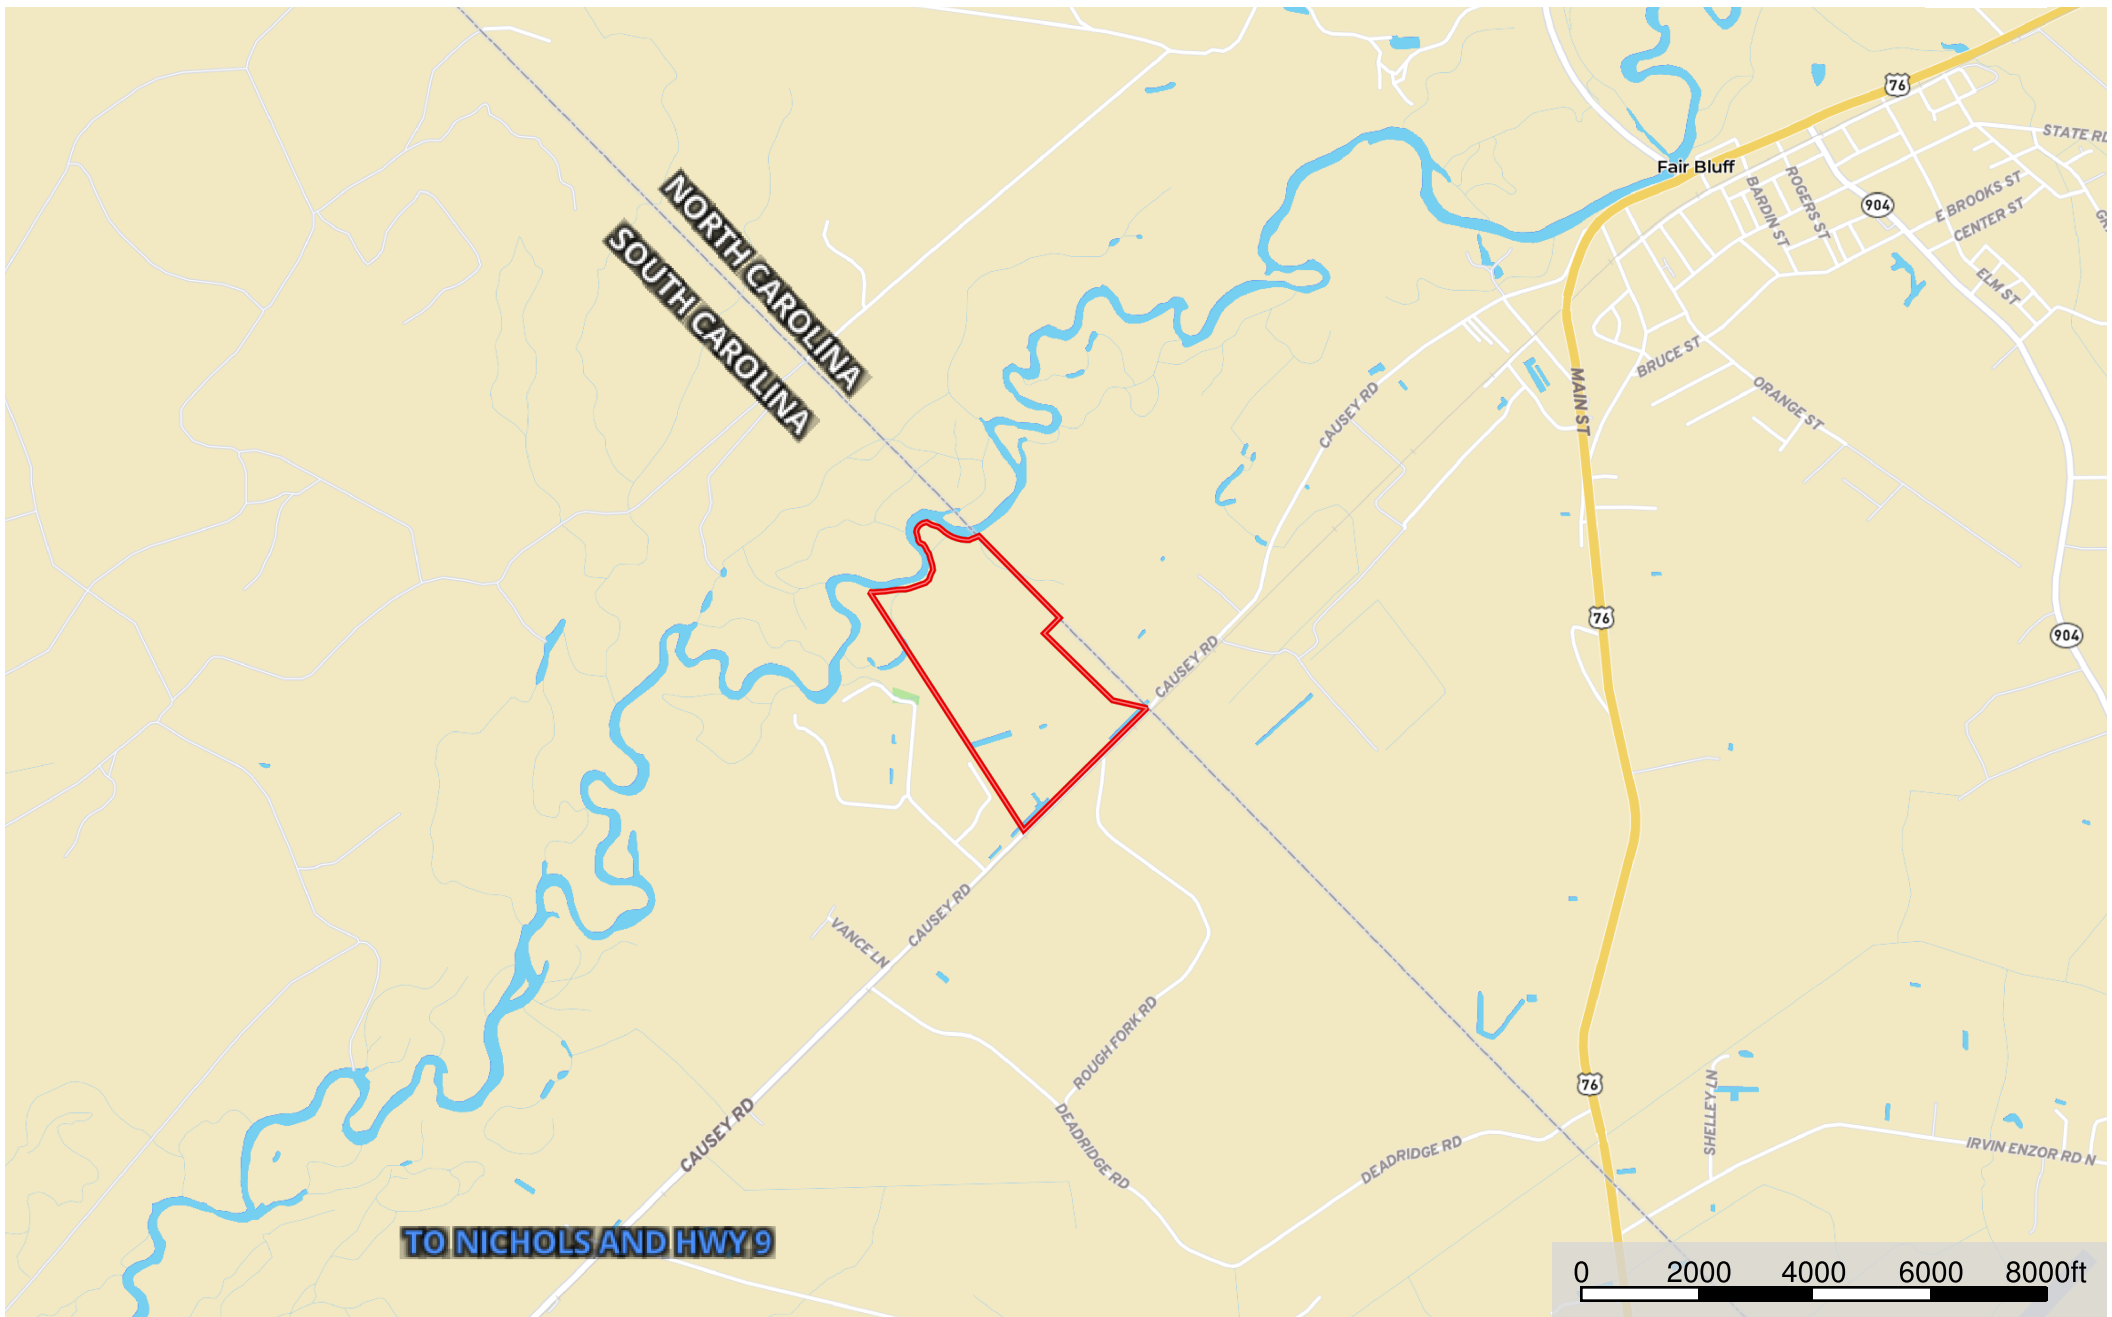 76
STATE RD
Fair Bluff
BARDIN ST
ROGERS ST
904
E BROOKS ST
CENTER ST
NORTH CAROLINA
SOUTH CAROLINA
ELM ST
BRUCE ST
MAIN ST
ORANGE ST
CAUSEY RD
76
904
CAUSEY RD
CAUSEY RD
VANCE LN
ROUGH FORK RD
76
SHELLEY LN
CAUSEY RD
DEADRIDGE RD
DEADRIDGE RD
IRVIN ENZOR RD N
TO NICHOLS AND HWY 9
0 2000 4000 6000 8000ft